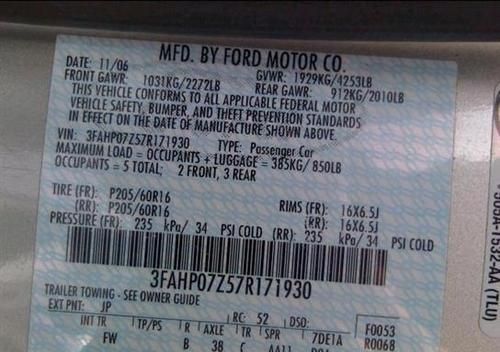 MFD. BY FORD MOTOR CO.
DATE: 11/06 GVWR: 1929KG/4253LB
FRONT GAWR: 1031KG/2272LB REAR GAWR: 912KG/2010LB
THIS VEHICLE CONFORMS TO ALL APPLICABLE FEDERAL MOTOR
VEHICLE SAFETY, BUMPER, AND THEFT PREVENTION STANDARDS
IN EFFECT ON THE DATE OF MANUFACTURE SHOWN ABOVE.
VIN: 3FAHP07Z57R171930 TYPE: Passenger Car
MAXIMUM LOAD = OCCUPANTS + LUGGAGE = 385KG/ 850LB
OCCUPANTS = 5 TOTAL; 2 FRONT, 3 REAR
TIRE (FR): P205/60R16 RIMS (FR): 16X6.5J
(RR): P205/60R16 (RR): 16X6.5J
PRESSURE (FR): 235 kPa/ 34 PSI COLD (RR): 235 kPa/ 34 PSI COLD
3FAHP07Z57R171930
TRAILER TOWING - SEE OWNER GUIDE
EXT PNT: JP RC: 52 DSO: F0053
INT TR TP/PS R AXLE TR SPR 7DE1A R0068
FW B 38 C AA11